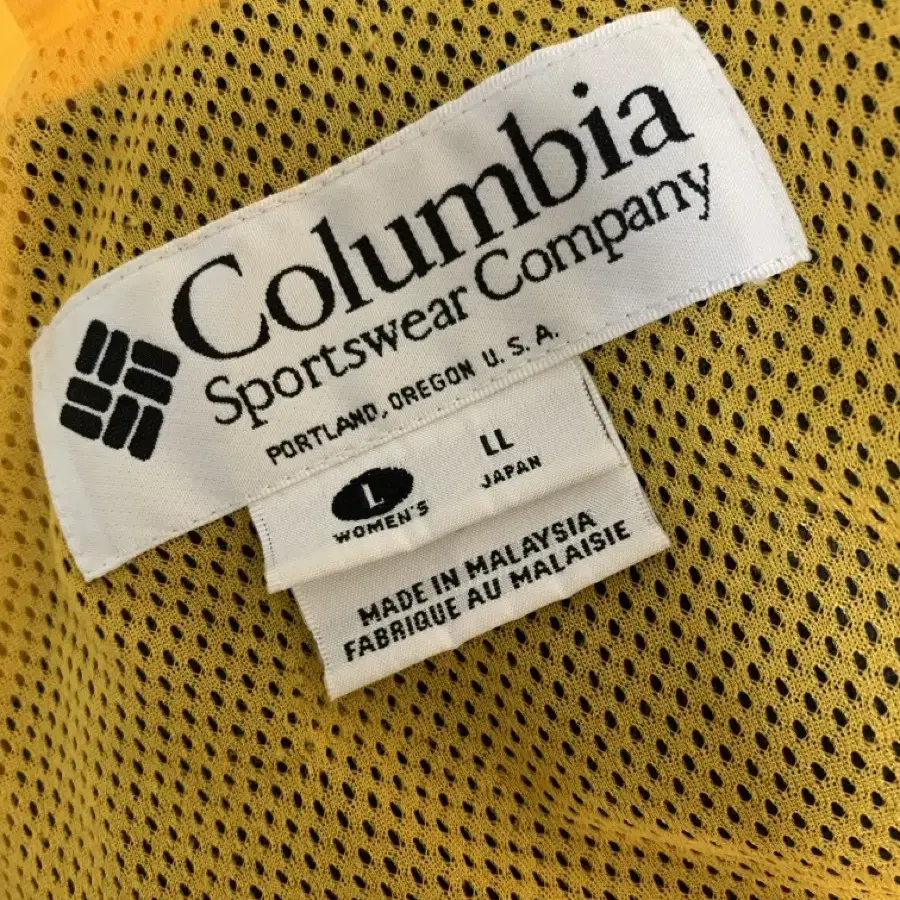 Columbia
Sportswear Company
PORTLAND, OREGON U.S.A.
L LL
WOMEN'S JAPAN
MADE IN MALAYSIA
FABRIQUE AU MALAISIE